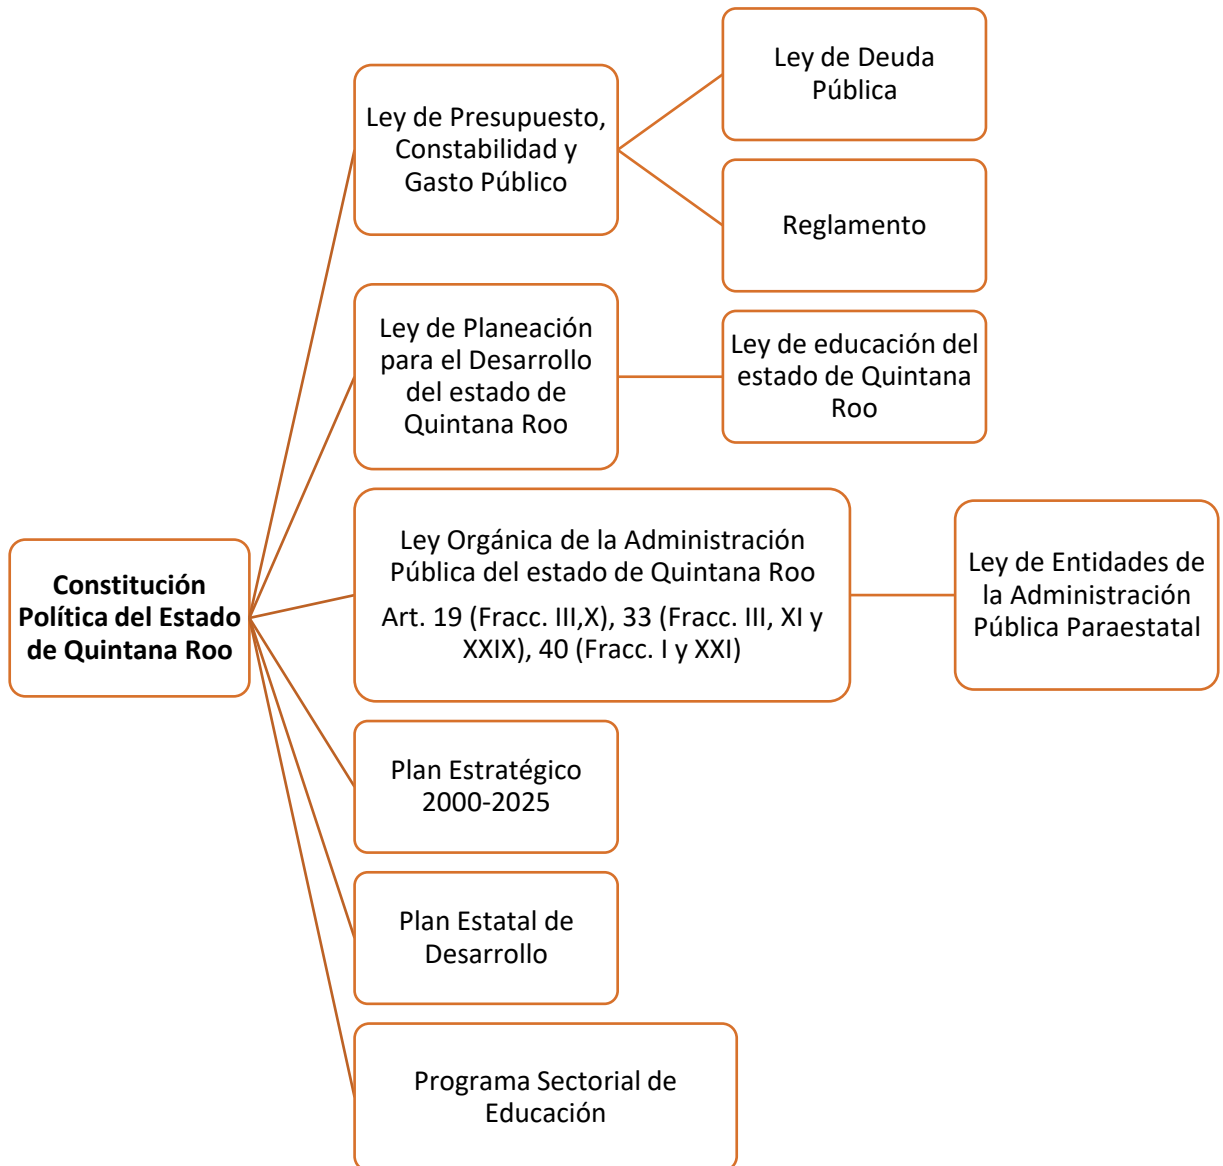 Constitución
Política del Estado
de Quintana Roo
Ley de Presupuesto,
Constabilidad y
Gasto Público
Ley de Deuda
Pública
Reglamento
Ley de Planeación
para el Desarrollo
del estado de
Quintana Roo
Ley de educación del
estado de Quintana
Roo
Ley Orgánica de la Administración
Pública del estado de Quintana Roo
Art. 19 (Fracc. III,X), 33 (Fracc. III, XI y
XXIX), 40 (Fracc. I y XXI)
Ley de Entidades de
la Administración
Pública Paraestatal
Plan Estratégico
2000-2025
Plan Estatal de
Desarrollo
Programa Sectorial de
Educación